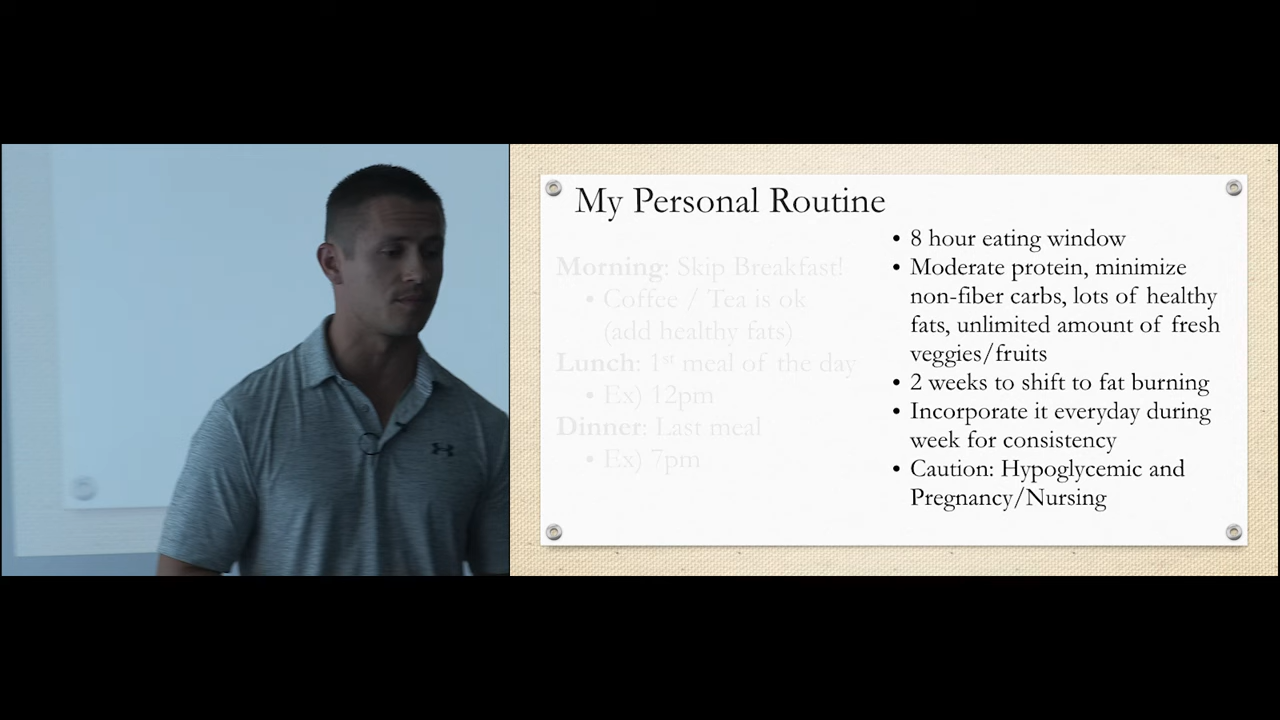 My Personal Routine
Morning: Skip Breakfast!
• Coffee / Tea is ok
(add healthy fats)
Lunch: 1st meal of the day
• Ex) 12pm
Dinner: Last meal
• Ex) 7pm
• 8 hour eating window
• Moderate protein, minimize
non-fiber carbs, lots of healthy
fats, unlimited amount of fresh
veggies/fruits
• 2 weeks to shift to fat burning
• Incorporate it everyday during
week for consistency
• Caution: Hypoglycemic and
Pregnancy/Nursing